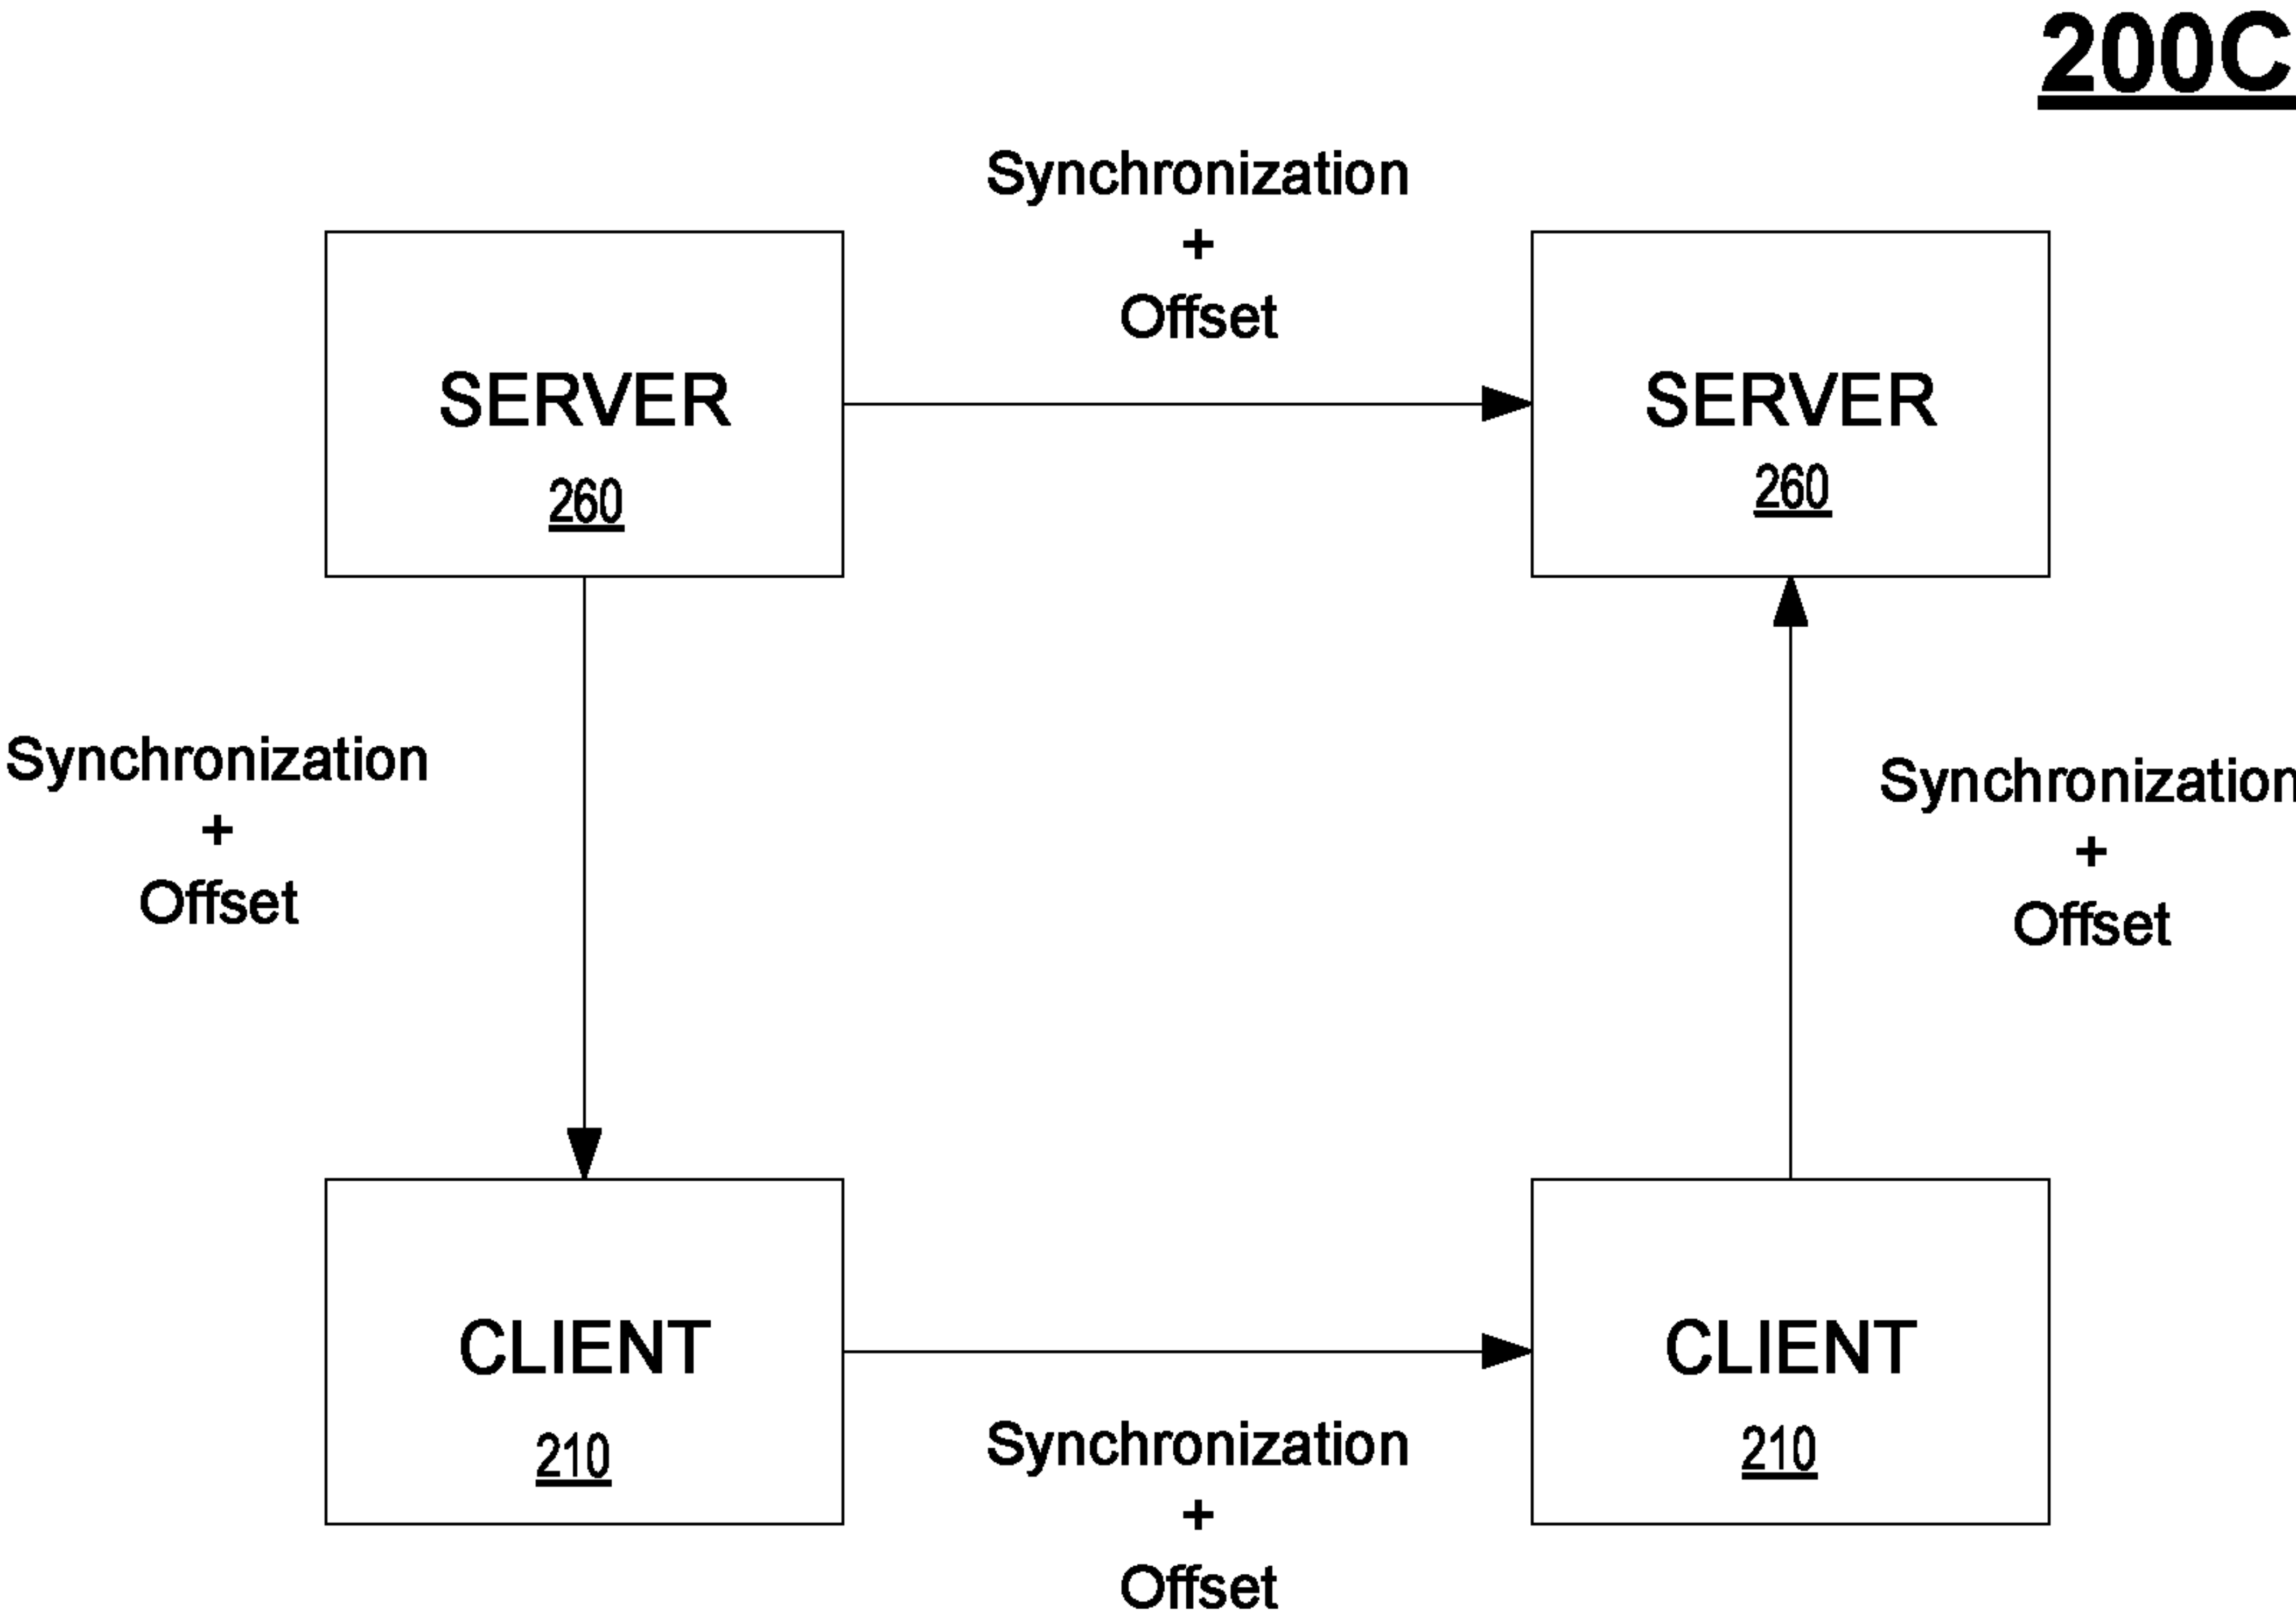 200C
Synchronization
+
Offset
SERVER
260
SERVER
260
Synchronization
+
Offset
Synchronization
+
Offset
CLIENT
210
CLIENT
210
Synchronization
+
Offset